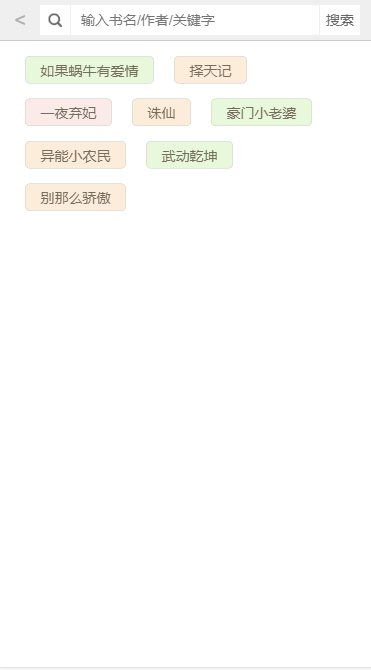 < 输入书名/作者/关键字 搜索
如果蜗牛有爱情 择天记
一夜弃妃 诛仙 豪门小老婆
异能小农民 武动乾坤
别那么骄傲